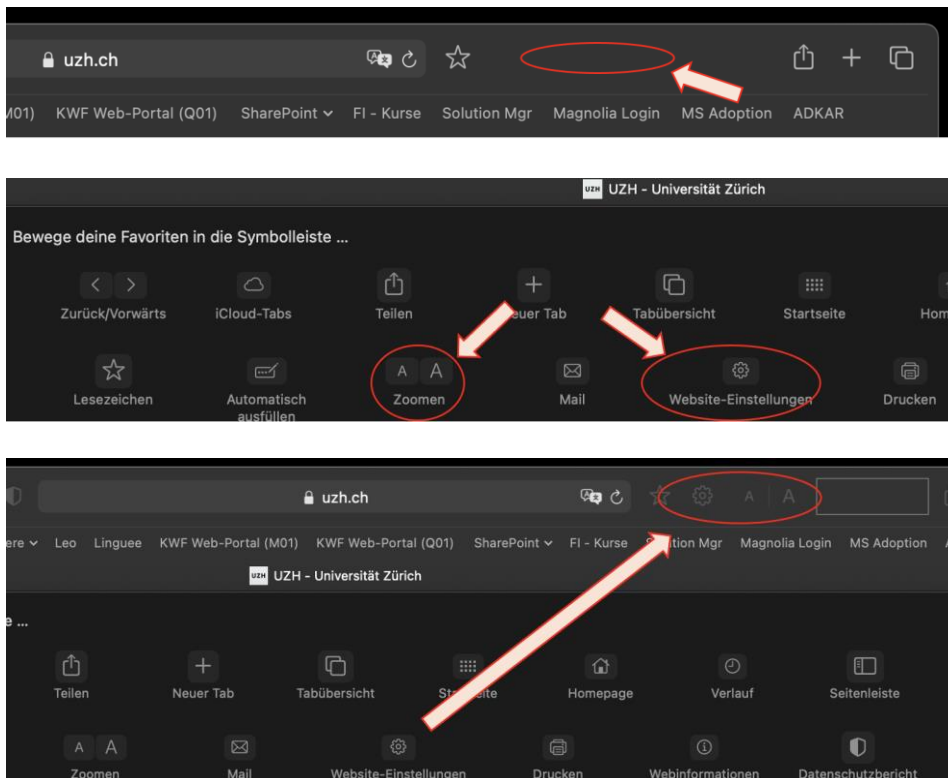 uzh.ch
M01) KWF Web-Portal (Q01) SharePoint FI - Kurse Solution Mgr Magnolia Login MS Adoption ADKAR
UZH UZH - Universität Zürich
Bewege deine Favoriten in die Symbolleiste ...
Zurück/Vorwärts iCloud-Tabs Teilen euer Tab Tabübersicht Startseite Hom
A A
Lesezeichen Automatisch ausfüllen Zoomen Mail Website-Einstellungen Drucken
uzh.ch A A
ere Leo Linguee KWF Web-Portal (M01) KWF Web-Portal (Q01) SharePoint FI - Kurse Mgr Magnolia Login MS Adoption
UZH UZH - Universität Zürich
e ...
Teilen Neuer Tab Tabübersicht Homepage Verlauf Seitenleiste
A A
Zoomen Mail Website-Einstellungen Drucken Webinformationen Datenschutzbericht